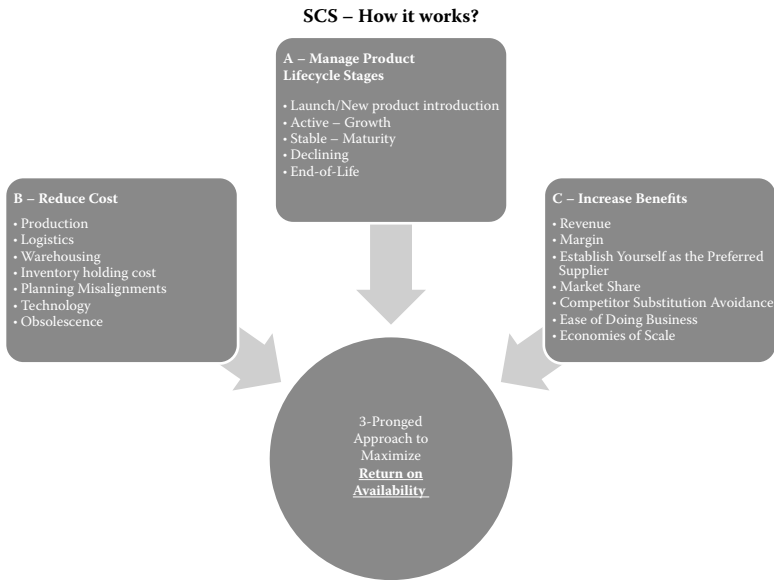 SCS – How it works?
A – Manage Product
Lifecycle Stages
• Launch/New product introduction
• Active – Growth
• Stable – Maturity
• Declining
• End-of-Life
B – Reduce Cost
• Production
• Logistics
• Warehousing
• Inventory holding cost
• Planning Misalignments
• Technology
• Obsolescence
C – Increase Benefits
• Revenue
• Margin
• Establish Yourself as the Preferred
Supplier
• Market Share
• Competitor Substitution Avoidance
• Ease of Doing Business
• Economies of Scale
3-Pronged
Approach to
Maximize
Return on
Availability